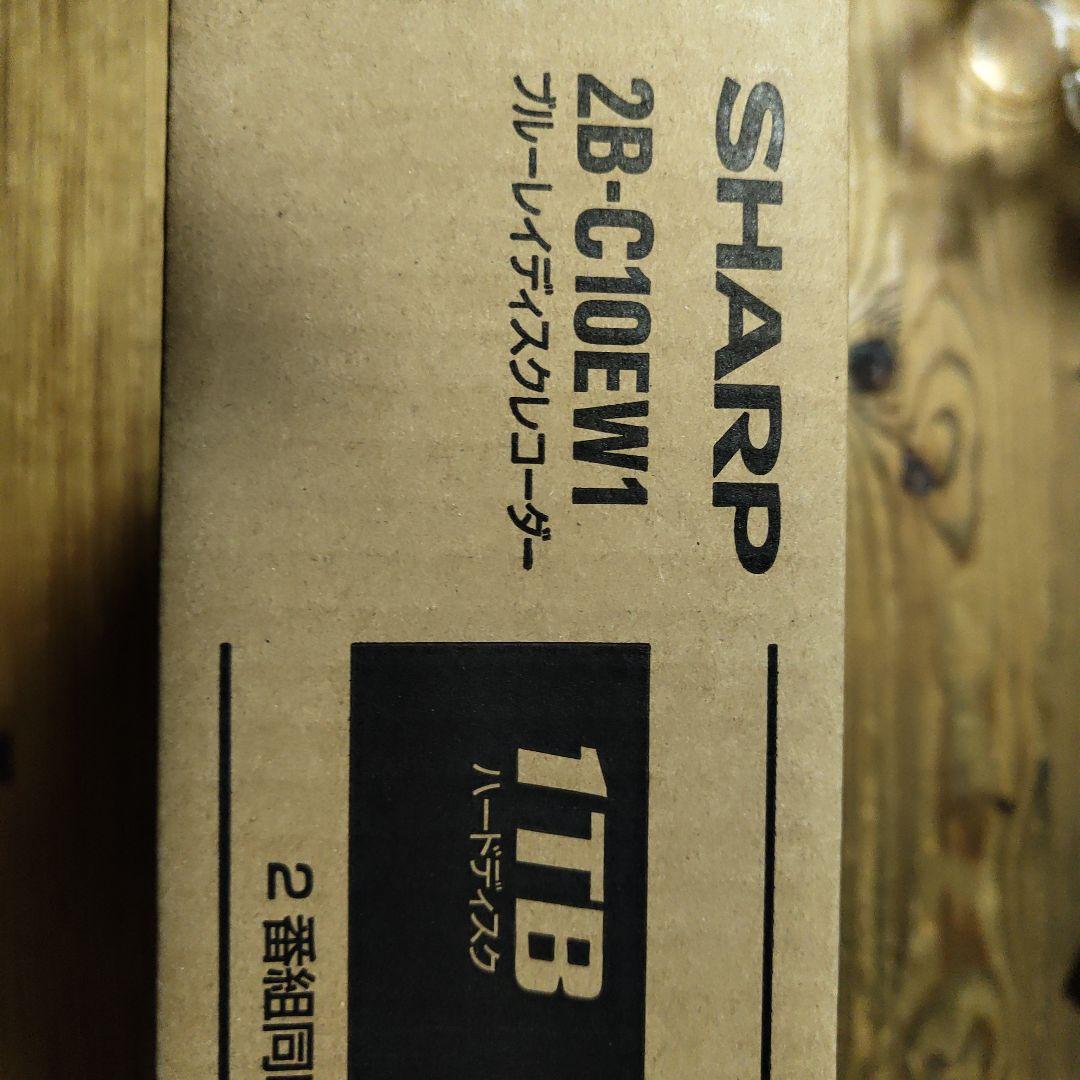 SHARP
2B-C10EW1
ブルーレイディスクレコーダー
1TB
ハードディスク
2番組同